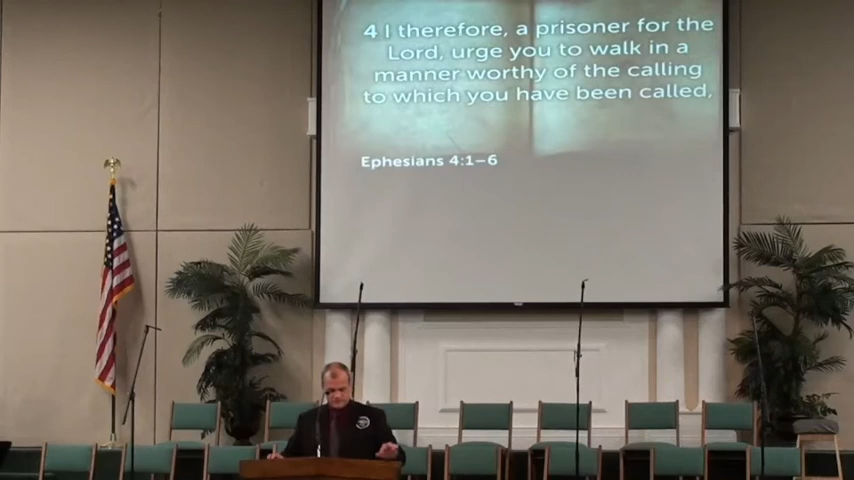 4 I therefore, a prisoner for the
Lord, urge you to walk in a
manner worthy of the calling
to which you have been called,
Ephesians 4:1–6